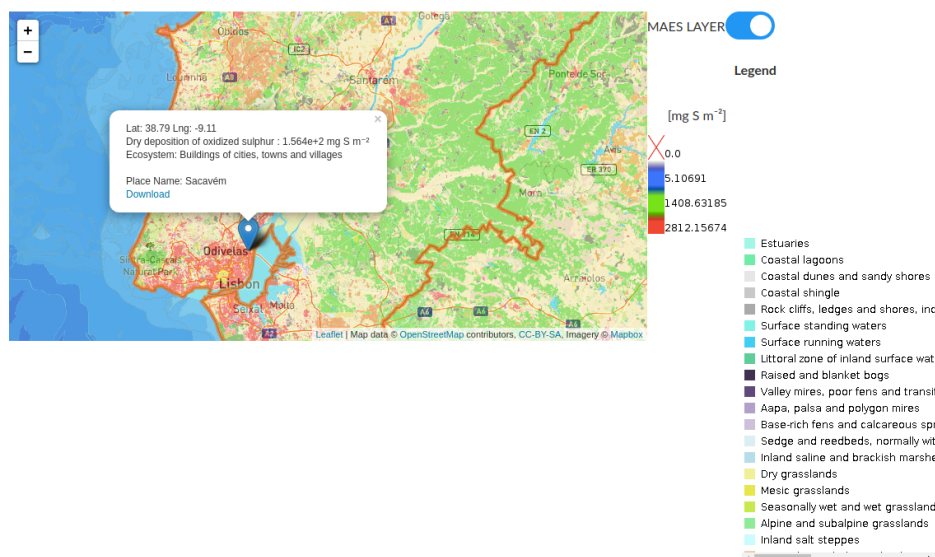 +
−
Óbidos
Golegã
A1
IC2
Lourinhã
A8
Santarém
Ponte de Sor
EN 2
Avis
ER 370
Mora
EN 114
Arraiolos
×
Lat: 38.79 Lng: -9.11
Dry deposition of oxidized sulphur : 1.564e+2 mg S m⁻²
Ecosystem: Buildings of cities, towns and villages
Place Name: Sacavém
Download
Odivelas
Sintra-Cascais
Natural Park
Lisbon
Seixal
Moita
A2
A6
A6
A6
Leaflet | Map data © OpenStreetMap contributors, CC-BY-SA, Imagery © Mapbox
MAES LAYER
Legend
[mg S m⁻²]
0.0
5.10691
1408.63185
2812.15674
Estuaries
Coastal lagoons
Coastal dunes and sandy shores
Coastal shingle
Rock cliffs, ledges and shores, inc
Surface standing waters
Surface running waters
Littoral zone of inland surface wat
Raised and blanket bogs
Valley mires, poor fens and transit
Aapa, palsa and polygon mires
Base-rich fens and calcareous spr
Sedge and reedbeds, normally wit
Inland saline and brackish marshe
Dry grasslands
Mesic grasslands
Seasonally wet and wet grassland
Alpine and subalpine grasslands
Inland salt steppes